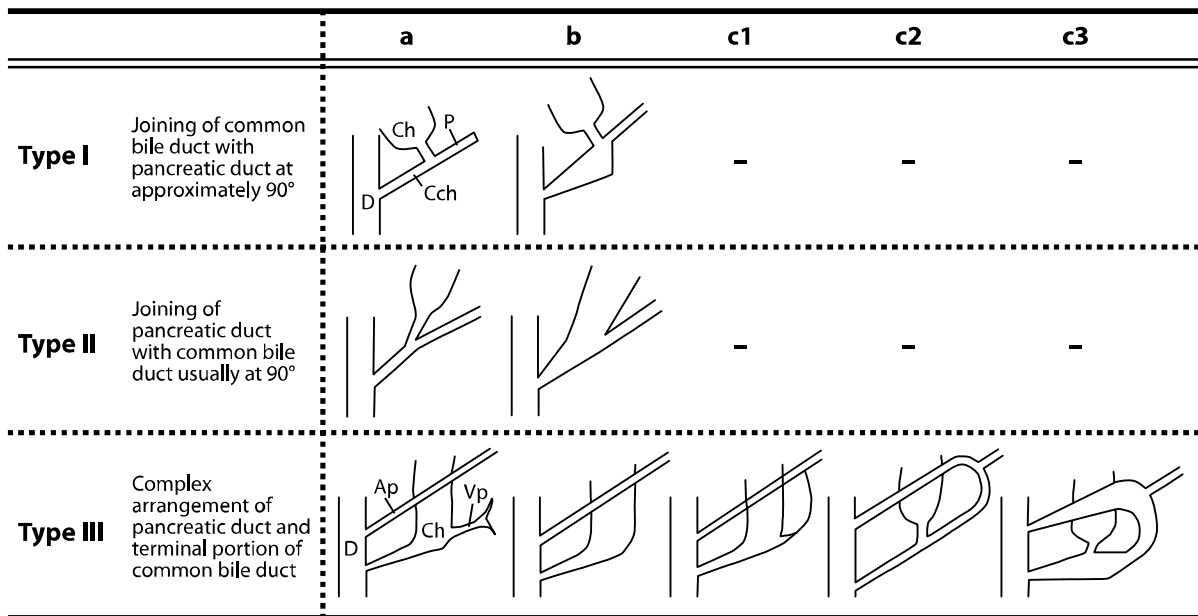 a b c1 c2 c3
Type I
Joining of common
bile duct with
pancreatic duct at
approximately 90°
Ch P
D Cch
– – –
Type II
Joining of
pancreatic duct
with common bile
duct usually at 90°
– – –
Type III
Complex
arrangement of
pancreatic duct and
terminal portion of
common bile duct
Ap Vp
Ch
D